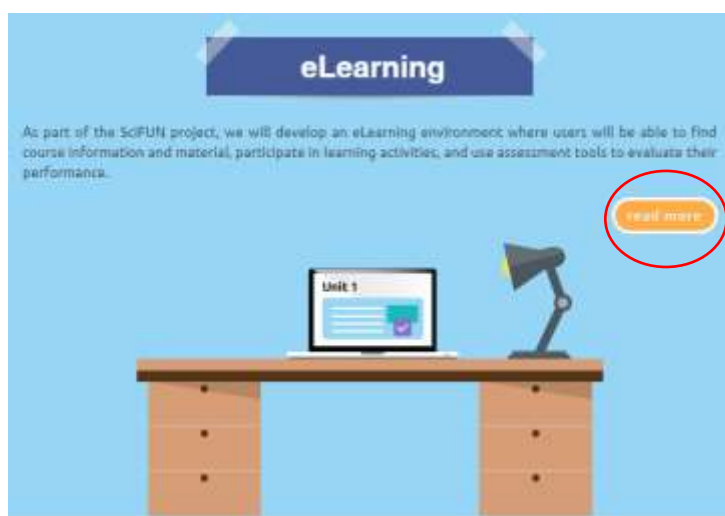 eLearning
As part of the SciFUN project, we will develop an eLearning environment where users will be able to find
course information and material, participate in learning activities, and use assessment tools to evaluate their
performance.
read more
Unit 1